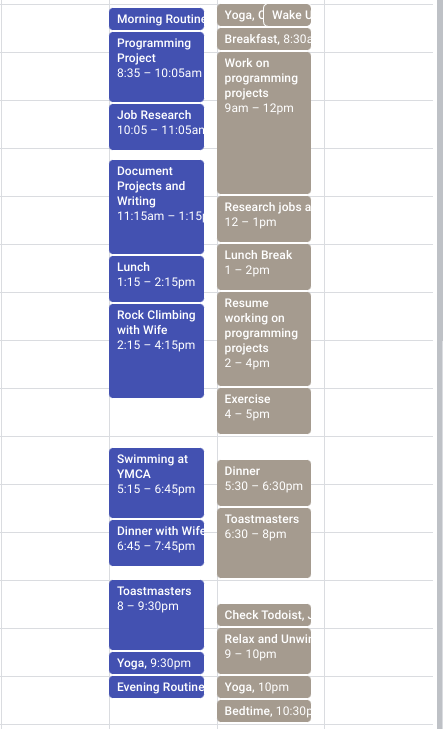 Morning Routine
Programming
Project
8:35 – 10:05am
Job Research
10:05 – 11:05am
Document
Projects and
Writing
11:15am – 1:15p
Lunch
1:15 – 2:15pm
Rock Climbing
with Wife
2:15 – 4:15pm
Swimming at
YMCA
5:15 – 6:45pm
Dinner with Wife
6:45 – 7:45pm
Toastmasters
8 – 9:30pm
Yoga, 9:30pm
Evening Routine
Yoga, Wake U
Breakfast, 8:30a
Work on
programming
projects
9am – 12pm
Research jobs a
12 – 1pm
Lunch Break
1 – 2pm
Resume
working on
programming
projects
2 – 4pm
Exercise
4 – 5pm
Dinner
5:30 – 6:30pm
Toastmasters
6:30 – 8pm
Check Todoist,
Relax and Unwin
9 – 10pm
Yoga, 10pm
Bedtime, 10:30p